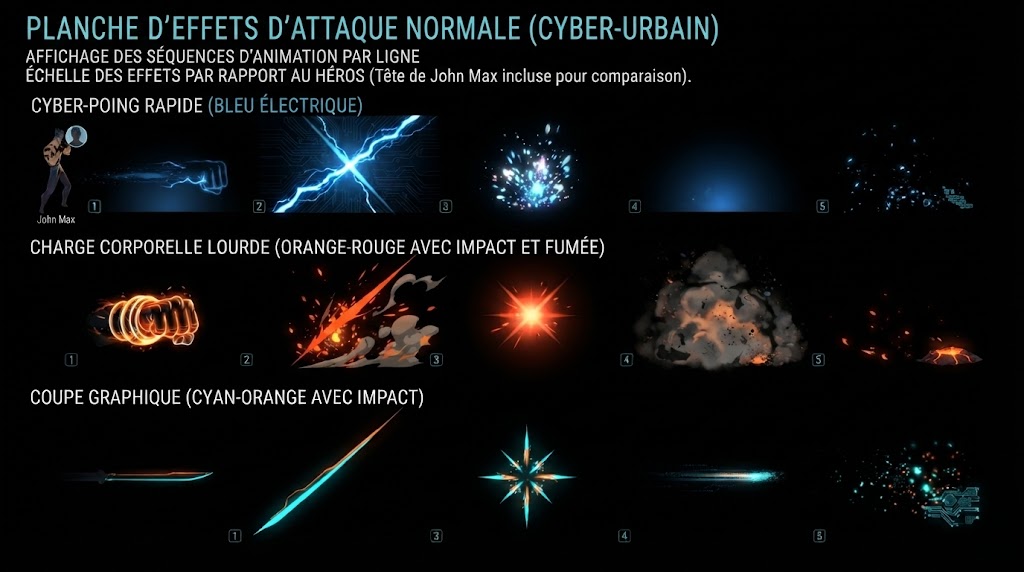 PLANCHE D'EFFETS D'ATTAQUE NORMALE (CYBER-URBAIN)
AFFICHAGE DES SÉQUENCES D'ANIMATION PAR LIGNE
ÉCHELLE DES EFFETS PAR RAPPORT AU HÉROS (Tête de John Max incluse pour comparaison).
CYBER-POING RAPIDE (BLEU ÉLECTRIQUE)
1 2 3 4 5
John Max
CHARGE CORPORELLE LOURDE (ORANGE-ROUGE AVEC IMPACT ET FUMÉE)
1 2 3 4 5
COUPE GRAPHIQUE (CYAN-ORANGE AVEC IMPACT)
1 3 4 5